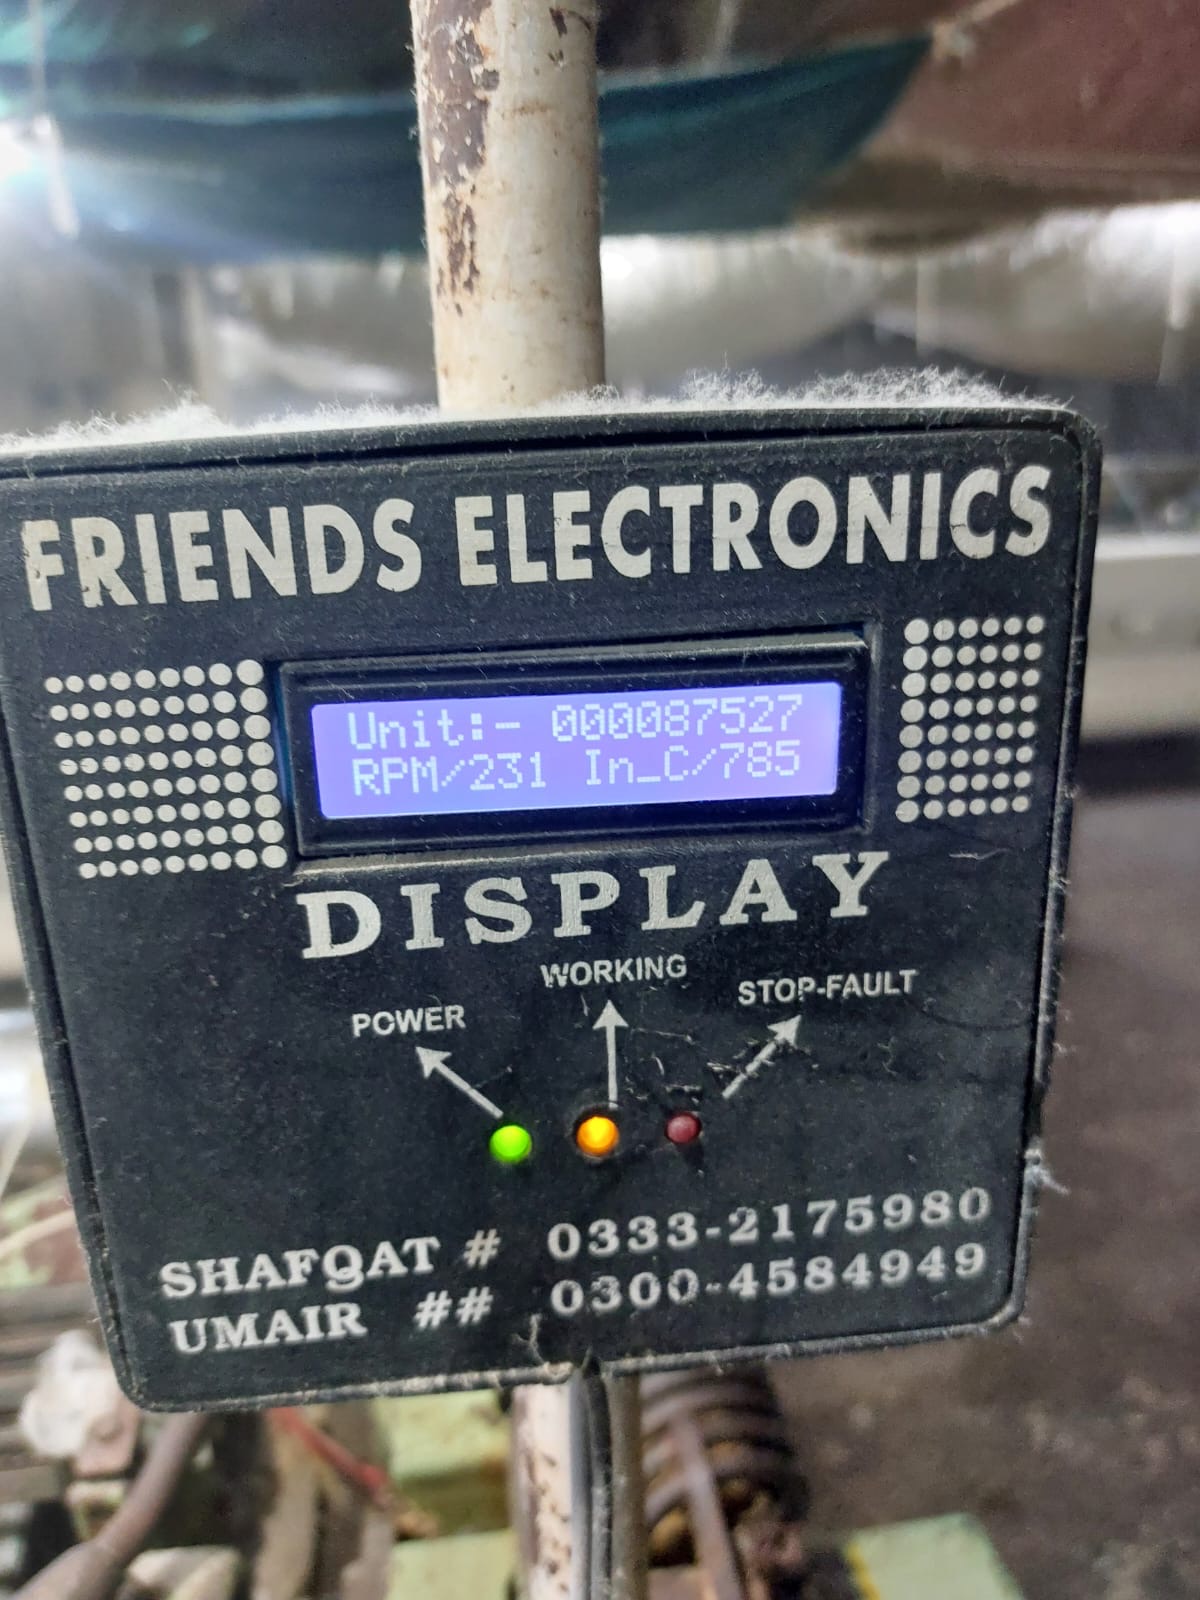 FRIENDS ELECTRONICS
Unit:- 000087527
RPM/231 In_C/785
DISPLAY
WORKING
STOP-FAULT
POWER
SHAFQAT # 0333-2175980
UMAIR ## 0300-4584949